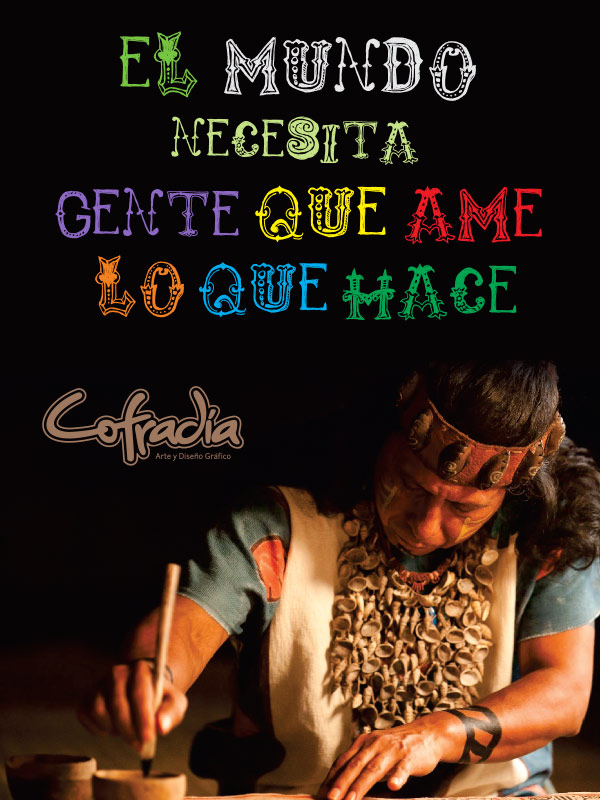 EL MUNDO
NECESITA
GENTE QUE AME
LO QUE HACE
Cofradía
Arte y Diseño Gráfico